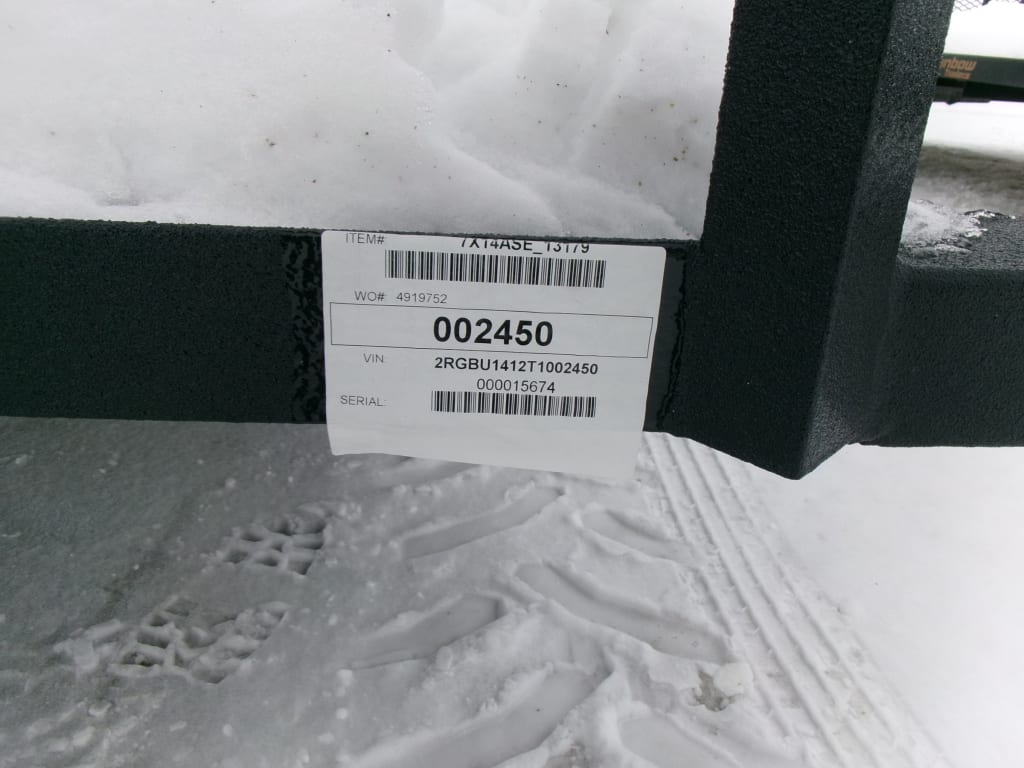 ITEM# 7X14ASE_13179
WO# 4919752
002450
VIN: 2RGBU1412T1002450
000015674
SERIAL: